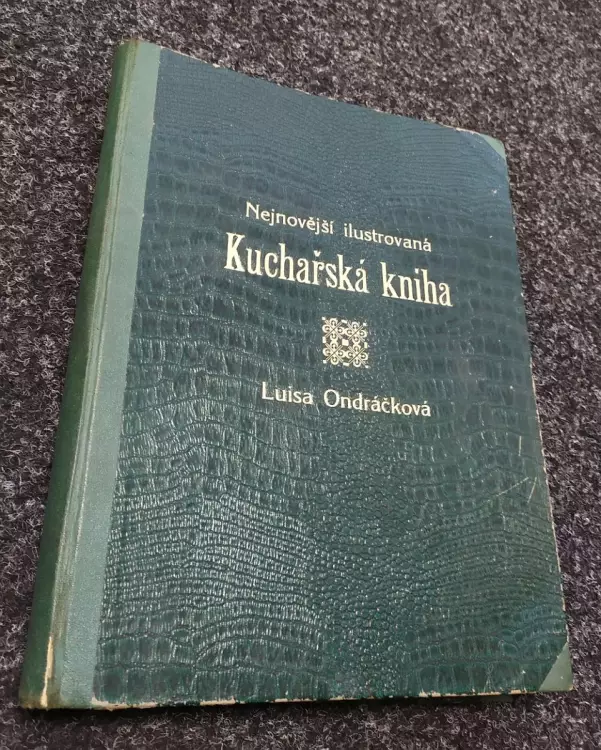 Nejnovější ilustrovaná
Kuchařská kniha
Luisa Ondráčková